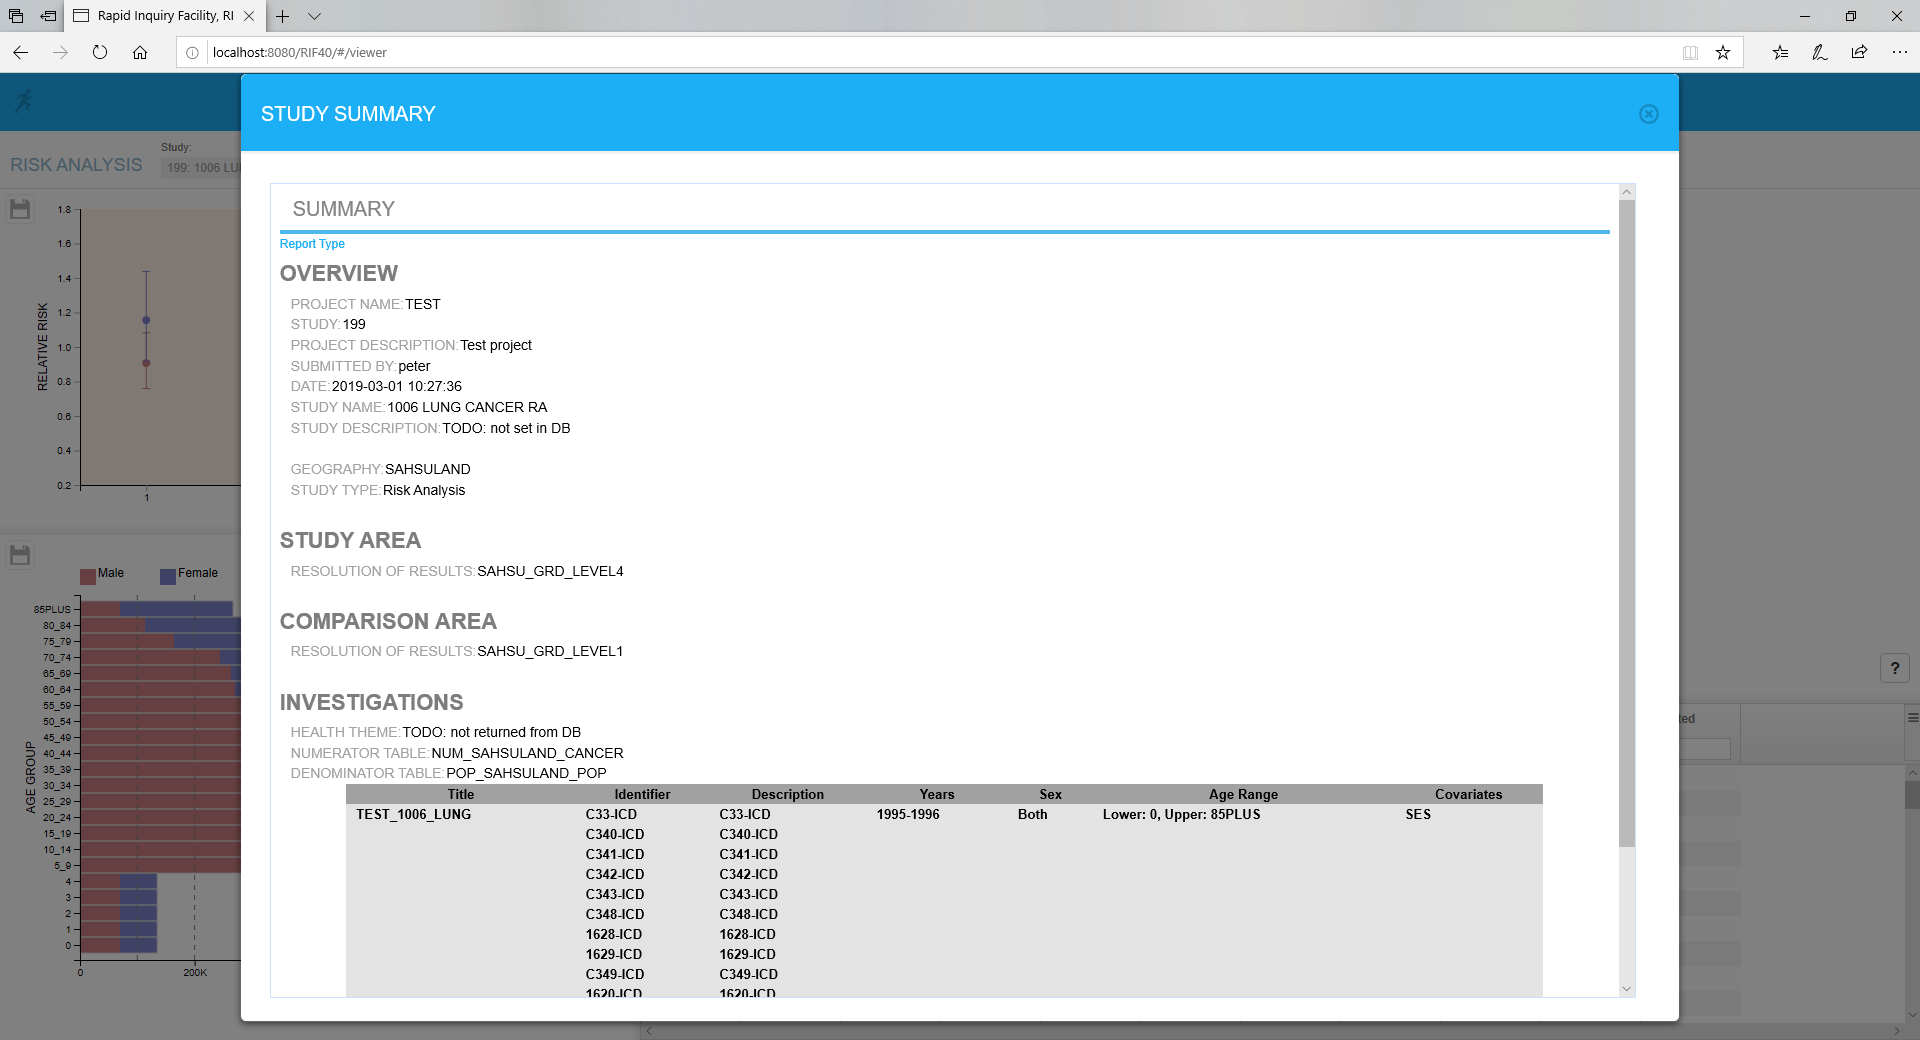 Rapid Inquiry Facility, RI
localhost:8080/RIF40/#/viewer
STUDY SUMMARY
RISK ANALYSIS
Study:
199: 1006 LU
SUMMARY
Report Type
OVERVIEW
PROJECT NAME: TEST
STUDY: 199
PROJECT DESCRIPTION: Test project
SUBMITTED BY: peter
DATE: 2019-03-01 10:27:36
STUDY NAME: 1006 LUNG CANCER RA
STUDY DESCRIPTION: TODO: not set in DB
GEOGRAPHY: SAHSULAND
STUDY TYPE: Risk Analysis
STUDY AREA
RESOLUTION OF RESULTS: SAHSU_GRD_LEVEL4
COMPARISON AREA
RESOLUTION OF RESULTS: SAHSU_GRD_LEVEL1
INVESTIGATIONS
HEALTH THEME: TODO: not returned from DB
NUMERATOR TABLE: NUM_SAHSULAND_CANCER
DENOMINATOR TABLE: POP_SAHSULAND_POP
Title Identifier Description Years Sex Age Range Covariates
TEST_1006_LUNG C33-ICD C33-ICD 1995-1996 Both Lower: 0, Upper: 85PLUS SES
C340-ICD C340-ICD
C341-ICD C341-ICD
C342-ICD C342-ICD
C343-ICD C343-ICD
C348-ICD C348-ICD
1628-ICD 1628-ICD
1629-ICD 1629-ICD
C349-ICD C349-ICD
1620-ICD 1620-ICD
RELATIVE RISK
1.8
1.6
1.4
1.2
1.0
0.8
0.6
0.4
0.2
1
Male Female
AGE GROUP
85PLUS
80_84
75_79
70_74
65_69
60_64
55_59
50_54
45_49
40_44
35_39
30_34
25_29
20_24
15_19
10_14
5_9
4
3
2
1
0
0 200K
?
ted